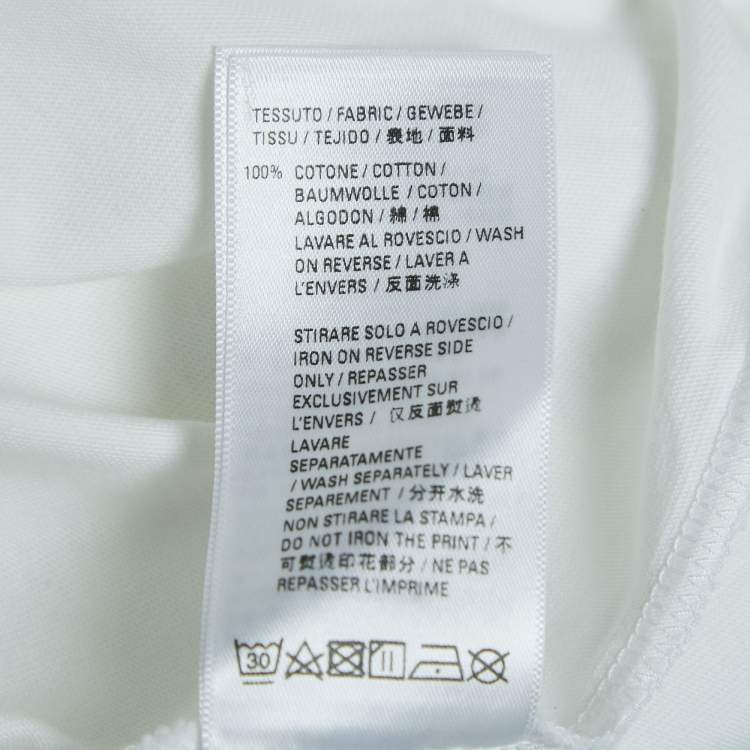 TESSUTO / FABRIC / GEWEBE /
TISSU / TEJIDO / 表地 / 面料
100% COTONE / COTTON /
BAUMWOLLE / COTON /
ALGODON / 綿 / 棉
LAVARE AL ROVESCIO / WASH
ON REVERSE / LAVER A
L'ENVERS / 反面洗涤
STIRARE SOLO A ROVESCIO /
IRON ON REVERSE SIDE
ONLY / REPASSER
EXCLUSIVEMENT SUR
L'ENVERS / 仅反面熨烫
LAVARE
SEPARATAMENTE
/ WASH SEPARATELY / LAVER
SEPAREMENT / 分开水洗
NON STIRARE LA STAMPA /
DO NOT IRON THE PRINT / 不
可熨烫印花部分 / NE PAS
REPASSER L'IMPRIME
30